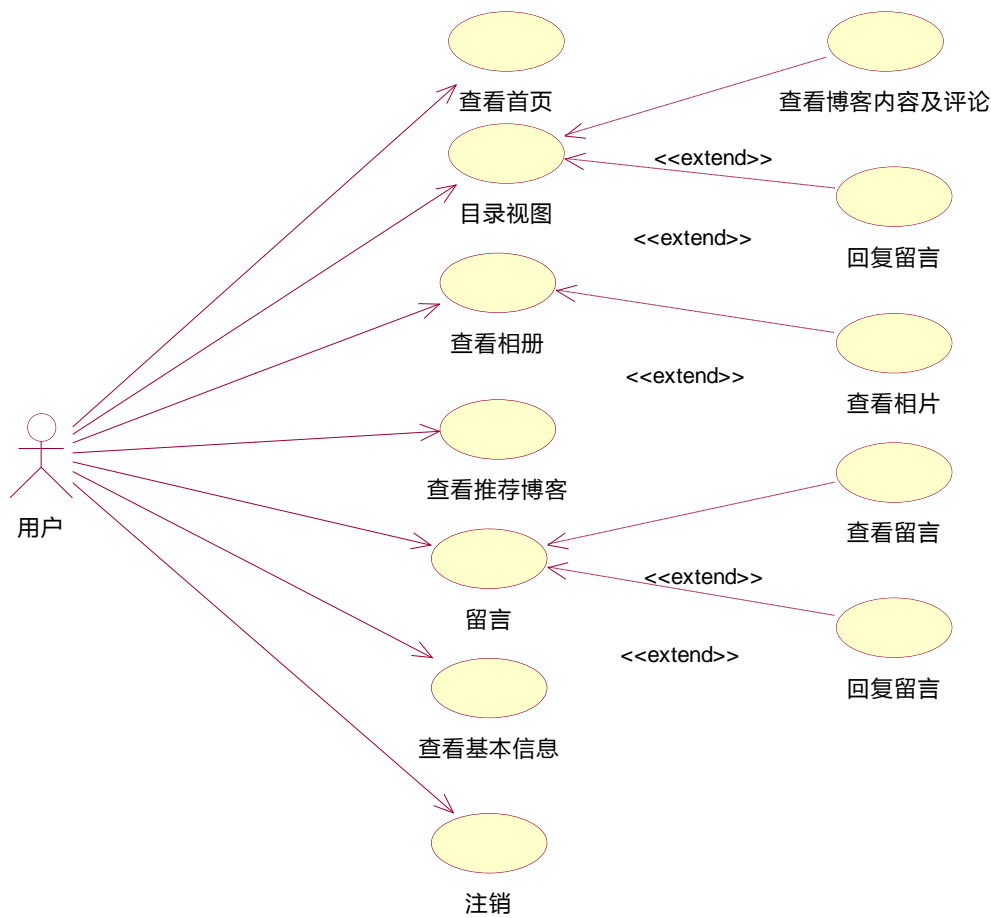 查看首页
查看博客内容及评论
<<extend>>
目录视图
<<extend>>
回复留言
查看相册
<<extend>>
查看相片
查看推荐博客
用户
查看留言
<<extend>>
留言
<<extend>>
回复留言
查看基本信息
注销